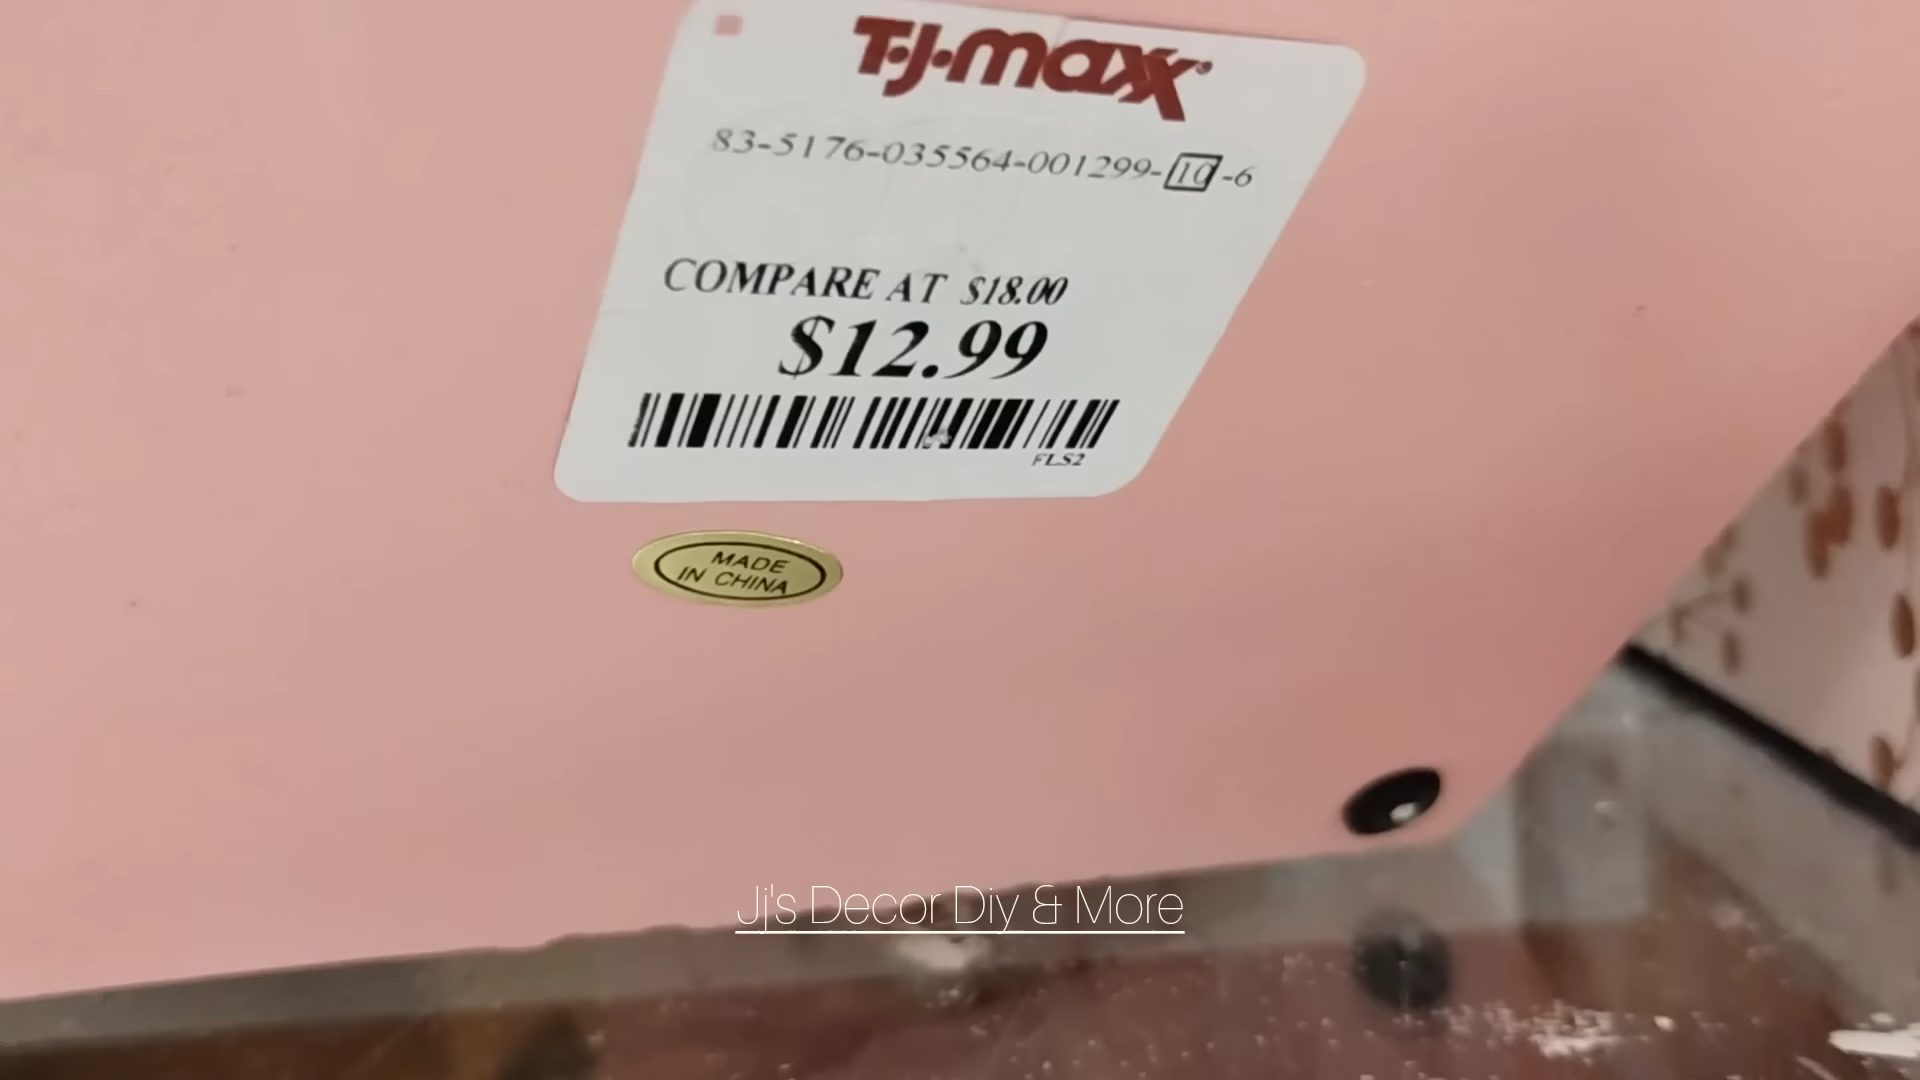 T.J.maxx
83-5176-035564-001299-10-6
COMPARE AT $18.00
$12.99
FLS2
MADE
IN CHINA
Jj's Decor Diy & More